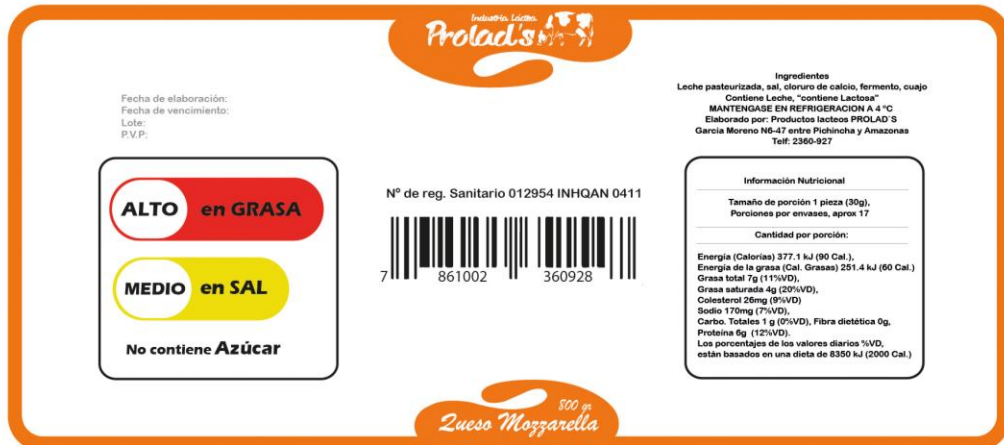 Industria Láctea
Prolad's
Fecha de elaboración:
Fecha de vencimiento:
Lote:
P.V.P:
ALTO en GRASA
MEDIO en SAL
No contiene Azúcar
Nº de reg. Sanitario 012954 INHQAN 0411
7 861002 360928
Ingredientes
Leche pasteurizada, sal, cloruro de calcio, fermento, cuajo
Contiene Leche, "contiene Lactosa"
MANTENGASE EN REFRIGERACION A 4 ºC
Elaborado por: Productos lacteos PROLAD´S
Garcia Moreno N6-47 entre Pichincha y Amazonas
Telf: 2360-927
Información Nutricional
Tamaño de porción 1 pieza (30g),
Porciones por envases, aprox 17
Cantidad por porción:
Energía (Calorías) 377.1 kJ (90 Cal.),
Energía de la grasa (Cal. Grasas) 251.4 kJ (60 Cal.)
Grasa total 7g (11%VD),
Grasa saturada 4g (20%VD),
Colesterol 26mg (9%VD)
Sodio 170mg (7%VD),
Carbo. Totales 1 g (0%VD), Fibra dietética 0g,
Proteína 6g (12%VD).
Los porcentajes de los valores diarios %VD,
están basados en una dieta de 8350 kJ (2000 Cal.)
800 gr
Queso Mozzarella